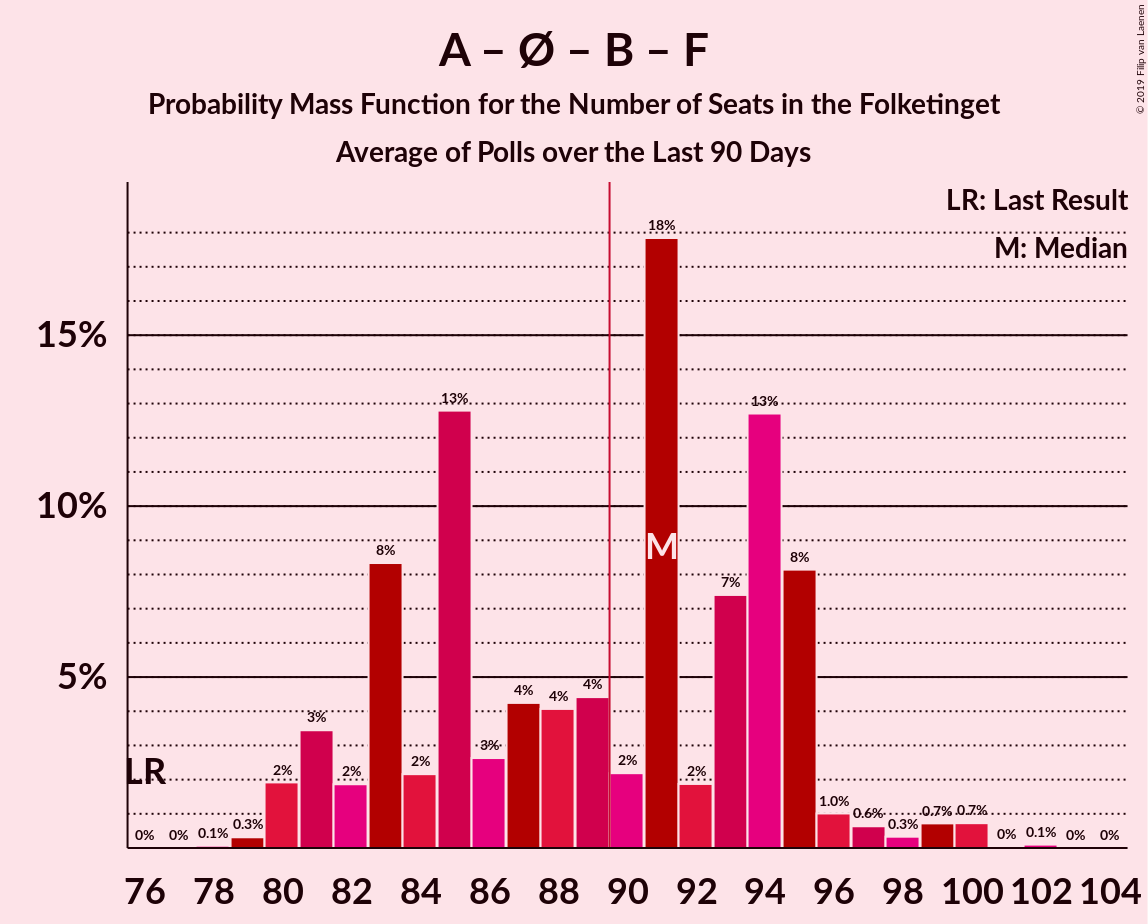 A – Ø – B – F
Probability Mass Function for the Number of Seats in the Folketinget
Average of Polls over the Last 90 Days
© 2019 Filip van Laenen
LR: Last Result
M: Median
15%
10%
5%
LR
M
0% 0% 0.1% 0.3% 2% 3% 2% 8% 2% 13% 3% 4% 4% 4% 2% 18% 2% 7% 13% 8% 1.0% 0.6% 0.3% 0.7% 0.7% 0% 0.1% 0% 0%
76 78 80 82 84 86 88 90 92 94 96 98 100 102 104